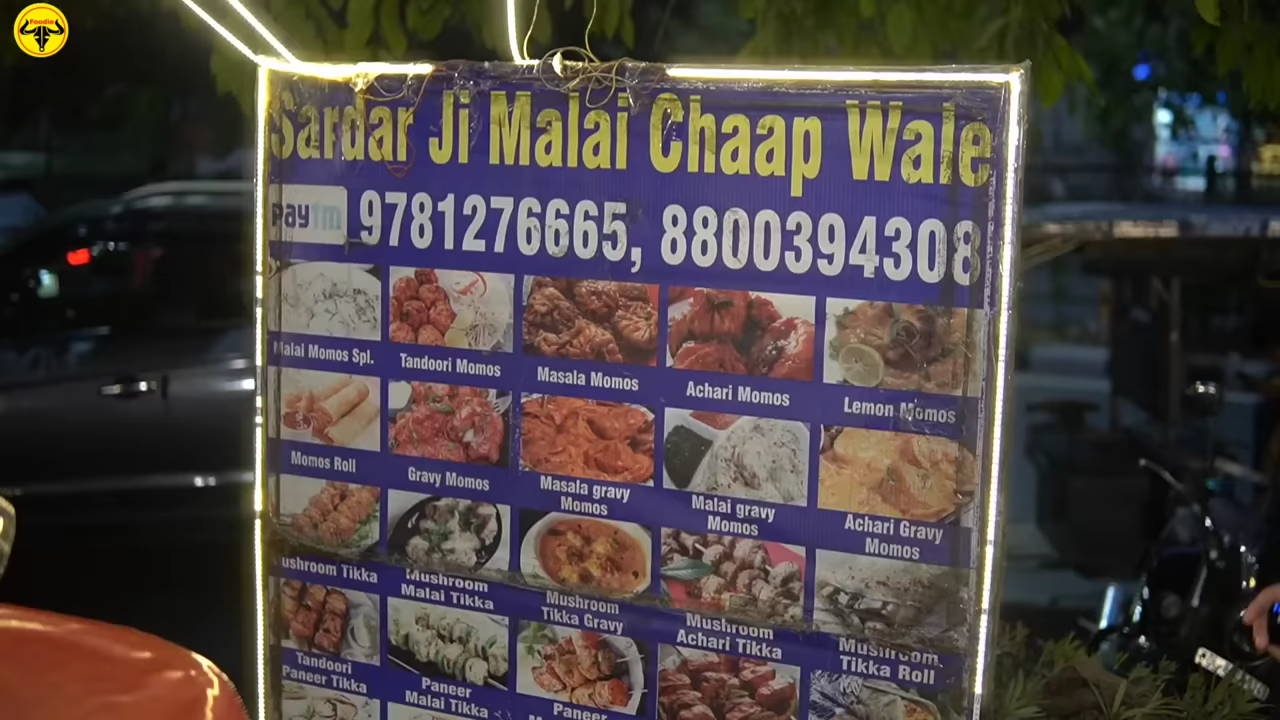 Foodie
Sardar Ji Malai Chaap Wale
paytm 9781276665, 8800394308
Malai Momos Spl.
Tandoori Momos
Masala Momos
Achari Momos
Lemon Momos
Momos Roll
Gravy Momos
Masala gravy
Momos
Malai gravy
Momos
Achari Gravy
Momos
ushroom Tikka
Mushroom
Malai Tikka
Mushroom
Tikka Gravy
Mushroom
Achari Tikka
Mushroom
Tikka Roll
Tandoori
Paneer Tikka
Paneer
Malai Tikka
Paneer